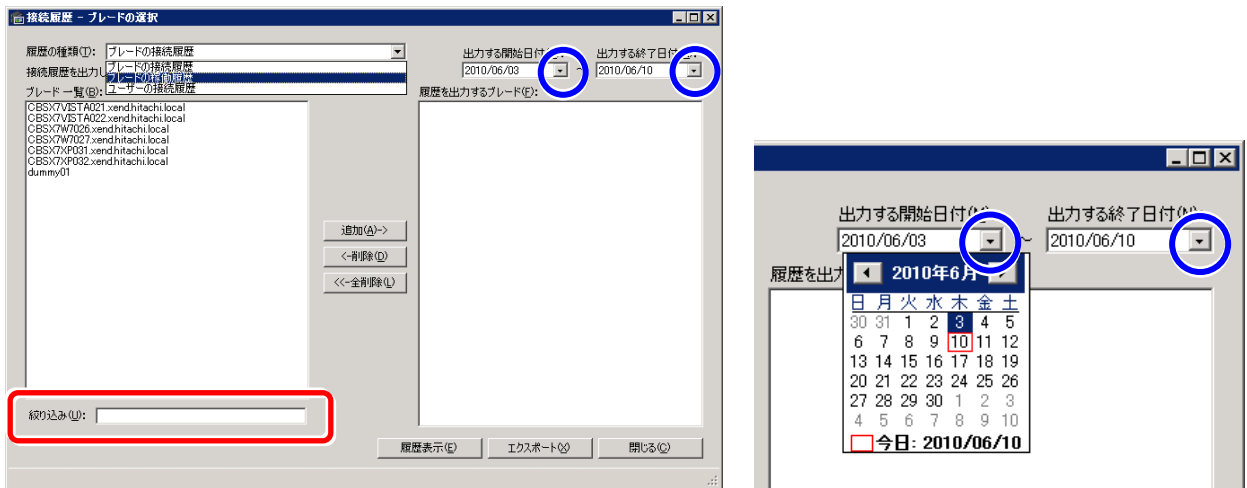 接続履歴 - ブレードの選択
履歴の種類(T): ブレードの接続履歴
ブレードの接続履歴
ブレードの稼働履歴
ユーザーの接続履歴
接続履歴を出力し
出力する開始日付
出力する終了日付
2010/06/03 ~ 2010/06/10
ブレード一覧(B):
履歴を出力するブレード(F):
CBSX7VISTA021.xend.hitachi.local
CBSX7VISTA022.xend.hitachi.local
CBSX7W7026.xend.hitachi.local
CBSX7W7027.xend.hitachi.local
CBSX7XP031.xend.hitachi.local
CBSX7XP032.xend.hitachi.local
dummy01
追加(A)->
<-削除(D)
<<-全削除(L)
絞り込み(U):
履歴表示(E)
エクスポート(X)
閉じる(C)
出力する開始日付
出力する終了日付(N):
2010/06/03 ~ 2010/06/10
履歴を出力
2010年6月
日 月 火 水 木 金 土
30 31 1 2 3 4 5
6 7 8 9 10 11 12
13 14 15 16 17 18 19
20 21 22 23 24 25 26
27 28 29 30 1 2 3
4 5 6 7 8 9 10
今日: 2010/06/10